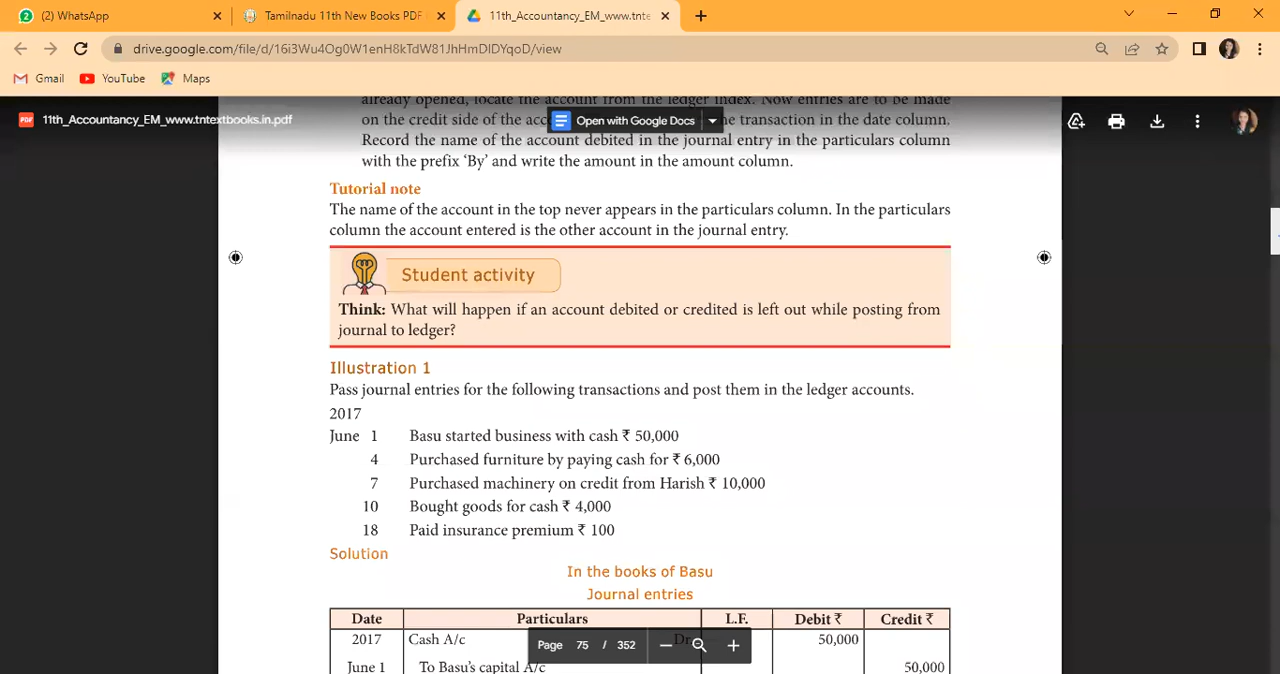 (2) WhatsApp
Tamilnadu 11th New Books PDF
11th_Accountancy_EM_www.tnte
drive.google.com/file/d/16i3Wu4Og0W1enH8kTdW81JhHmDIDYqoD/view
Gmail YouTube Maps
already opened, locate the account from the ledger index. Now entries are to be made
11th_Accountancy_EM_www.tntextbooks.in.pdf
Open with Google Docs
on the credit side of the acc he transaction in the date column.
Record the name of the account debited in the journal entry in the particulars column
with the prefix ‘By’ and write the amount in the amount column.
Tutorial note
The name of the account in the top never appears in the particulars column. In the particulars
column the account entered is the other account in the journal entry.
Student activity
Think: What will happen if an account debited or credited is left out while posting from
journal to ledger?
Illustration 1
Pass journal entries for the following transactions and post them in the ledger accounts.
2017
June 1 Basu started business with cash ₹ 50,000
4 Purchased furniture by paying cash for ₹ 6,000
7 Purchased machinery on credit from Harish ₹ 10,000
10 Bought goods for cash ₹ 4,000
18 Paid insurance premium ₹ 100
Solution
In the books of Basu
Journal entries
Date Particulars L.F. Debit ₹ Credit ₹
2017 Cash A/c Dr. 50,000
Page 75 / 352
June 1 To Basu’s capital A/c 50,000